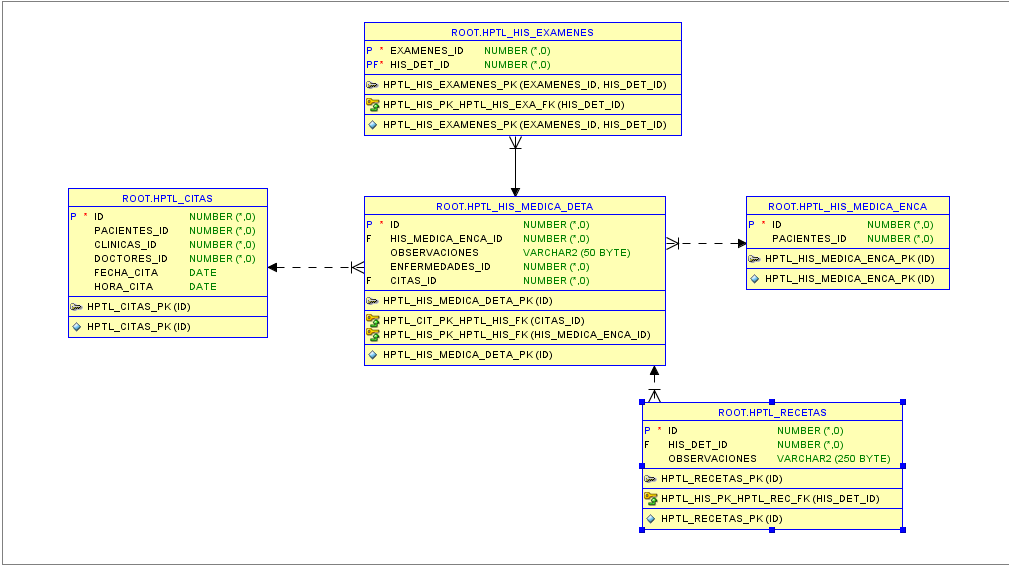 ROOT.HPTL_HIS_EXAMENES
P * EXAMENES_ID NUMBER (*,0)
PF* HIS_DET_ID NUMBER (*,0)
HPTL_HIS_EXAMENES_PK (EXAMENES_ID, HIS_DET_ID)
HPTL_HIS_PK_HPTL_HIS_EXA_FK (HIS_DET_ID)
HPTL_HIS_EXAMENES_PK (EXAMENES_ID, HIS_DET_ID)
ROOT.HPTL_CITAS
P * ID NUMBER (*,0)
PACIENTES_ID NUMBER (*,0)
CLINICAS_ID NUMBER (*,0)
DOCTORES_ID NUMBER (*,0)
FECHA_CITA DATE
HORA_CITA DATE
HPTL_CITAS_PK (ID)
HPTL_CITAS_PK (ID)
ROOT.HPTL_HIS_MEDICA_DETA
P * ID NUMBER (*,0)
F HIS_MEDICA_ENCA_ID NUMBER (*,0)
OBSERVACIONES VARCHAR2 (50 BYTE)
ENFERMEDADES_ID NUMBER (*,0)
F CITAS_ID NUMBER (*,0)
HPTL_HIS_MEDICA_DETA_PK (ID)
HPTL_CIT_PK_HPTL_HIS_FK (CITAS_ID)
HPTL_HIS_PK_HPTL_HIS_FK (HIS_MEDICA_ENCA_ID)
HPTL_HIS_MEDICA_DETA_PK (ID)
ROOT.HPTL_HIS_MEDICA_ENCA
P * ID NUMBER (*,0)
PACIENTES_ID NUMBER (*,0)
HPTL_HIS_MEDICA_ENCA_PK (ID)
HPTL_HIS_MEDICA_ENCA_PK (ID)
ROOT.HPTL_RECETAS
P * ID NUMBER (*,0)
F HIS_DET_ID NUMBER (*,0)
OBSERVACIONES VARCHAR2 (250 BYTE)
HPTL_RECETAS_PK (ID)
HPTL_HIS_PK_HPTL_REC_FK (HIS_DET_ID)
HPTL_RECETAS_PK (ID)